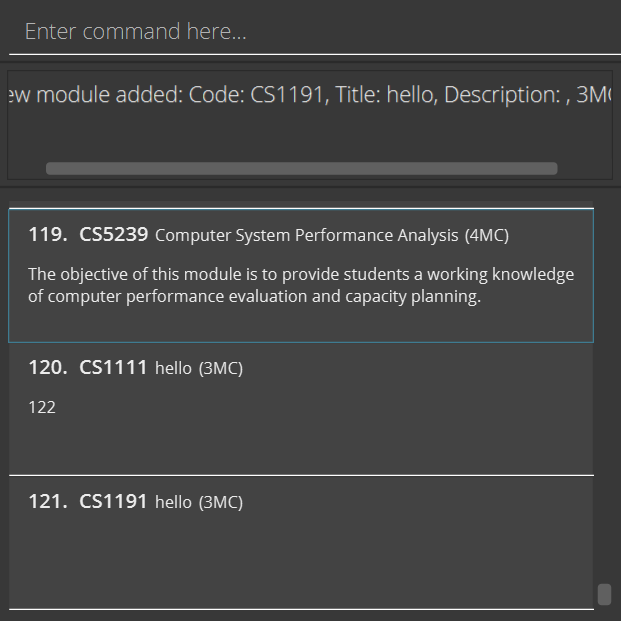 Enter command here...
ew module added: Code: CS1191, Title: hello, Description: , 3M
119. CS5239 Computer System Performance Analysis (4MC)
The objective of this module is to provide students a working knowledge
of computer performance evaluation and capacity planning.
120. CS1111 hello (3MC)
122
121. CS1191 hello (3MC)